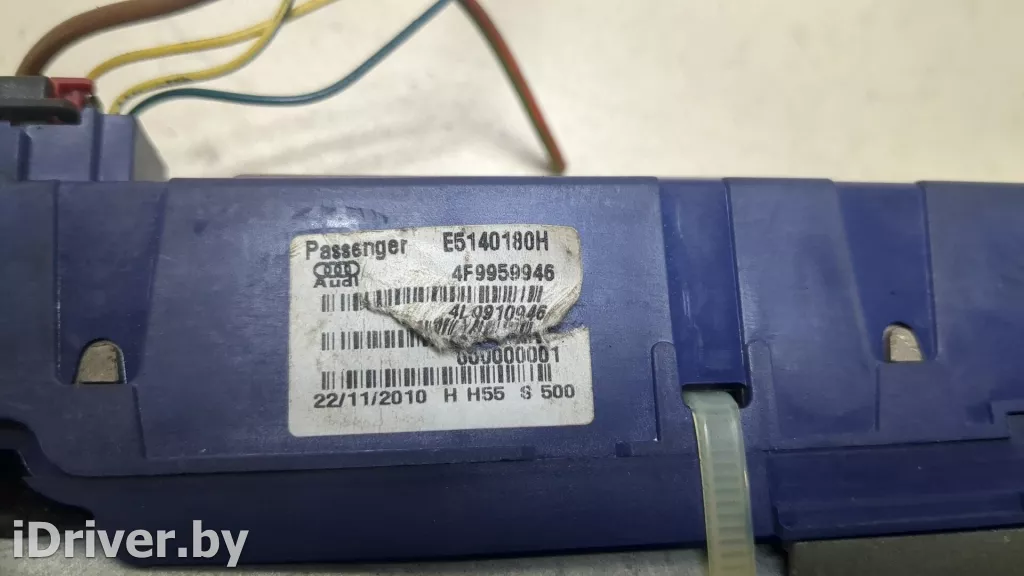 Passenger E5140180H
Audi 4F9959946
4L0910946
000000001
22/11/2010 H H55 S 500
iDriver.by